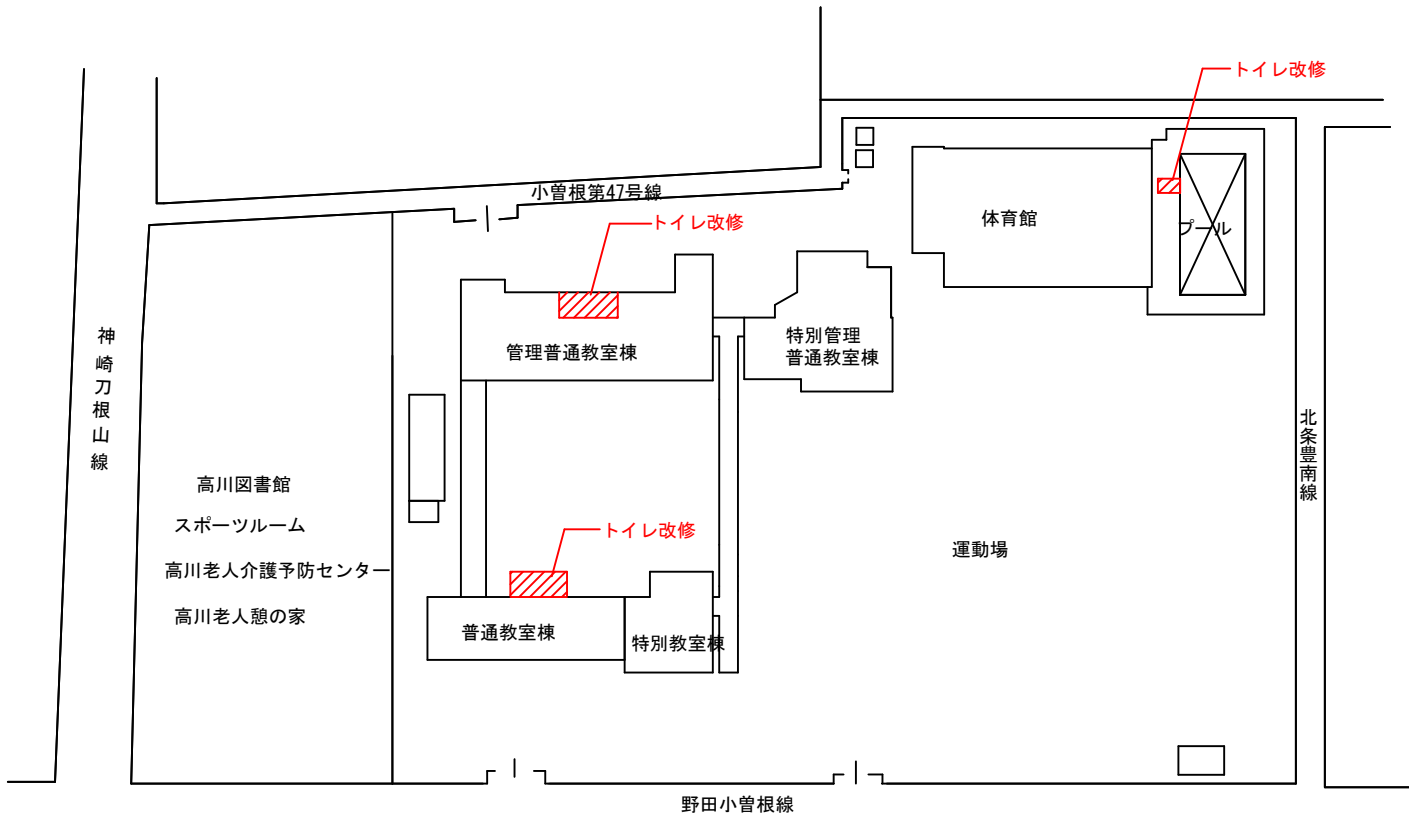 トイレ改修
小曽根第47号線
トイレ改修
体育館
プール
神崎刀根山線
管理普通教室棟
特別管理
普通教室棟
北条豊南線
高川図書館
スポーツルーム
トイレ改修
運動場
高川老人介護予防センター
高川老人憩の家
普通教室棟
特別教室棟
野田小曽根線